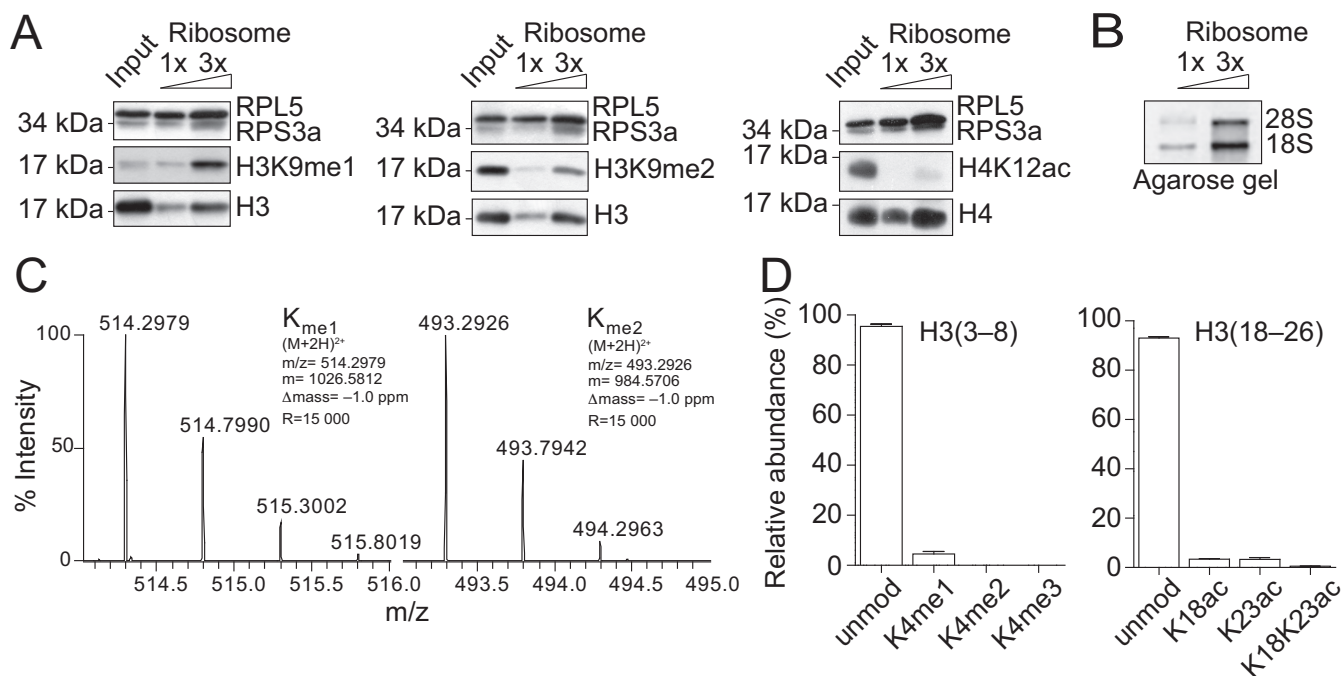 A
Input
Ribosome
1x 3x
34 kDa
RPL5
RPS3a
17 kDa
H3K9me1
17 kDa
H3
Input
Ribosome
1x 3x
34 kDa
RPL5
RPS3a
17 kDa
H3K9me2
17 kDa
H3
Input
Ribosome
1x 3x
34 kDa
RPL5
RPS3a
17 kDa
H4K12ac
17 kDa
H4
B
Ribosome
1x 3x
28S
18S
Agarose gel
C
% Intensity
100
50
0
514.2979
514.7990
515.3002
515.8019
Kme1
(M+2H)²⁺
m/z= 514.2979
m= 1026.5812
Δmass= –1.0 ppm
R=15 000
493.2926
493.7942
494.2963
Kme2
(M+2H)²⁺
m/z= 493.2926
m= 984.5706
Δmass= –1.0 ppm
R=15 000
514.5 515.0 515.5 516.0 493.5 494.0 494.5 495.0
m/z
D
Relative abundance (%)
100
80
60
40
20
0
H3(3–8)
unmod
K4me1
K4me2
K4me3
100
80
60
40
20
0
H3(18–26)
unmod
K18ac
K23ac
K18K23ac